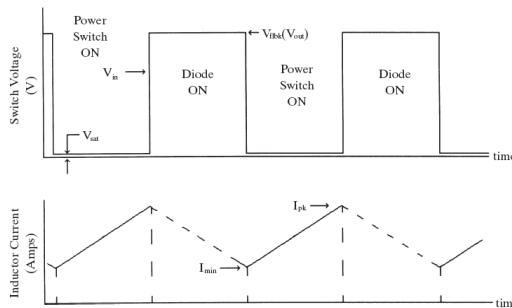 Power
Switch
ON
Switch Voltage
(V)
V_in →
← V_flbk(V_out)
Diode
ON
Power
Switch
ON
Diode
ON
V_sat
time
Inductor Current
(Amps)
I_pk →
I_min →
time